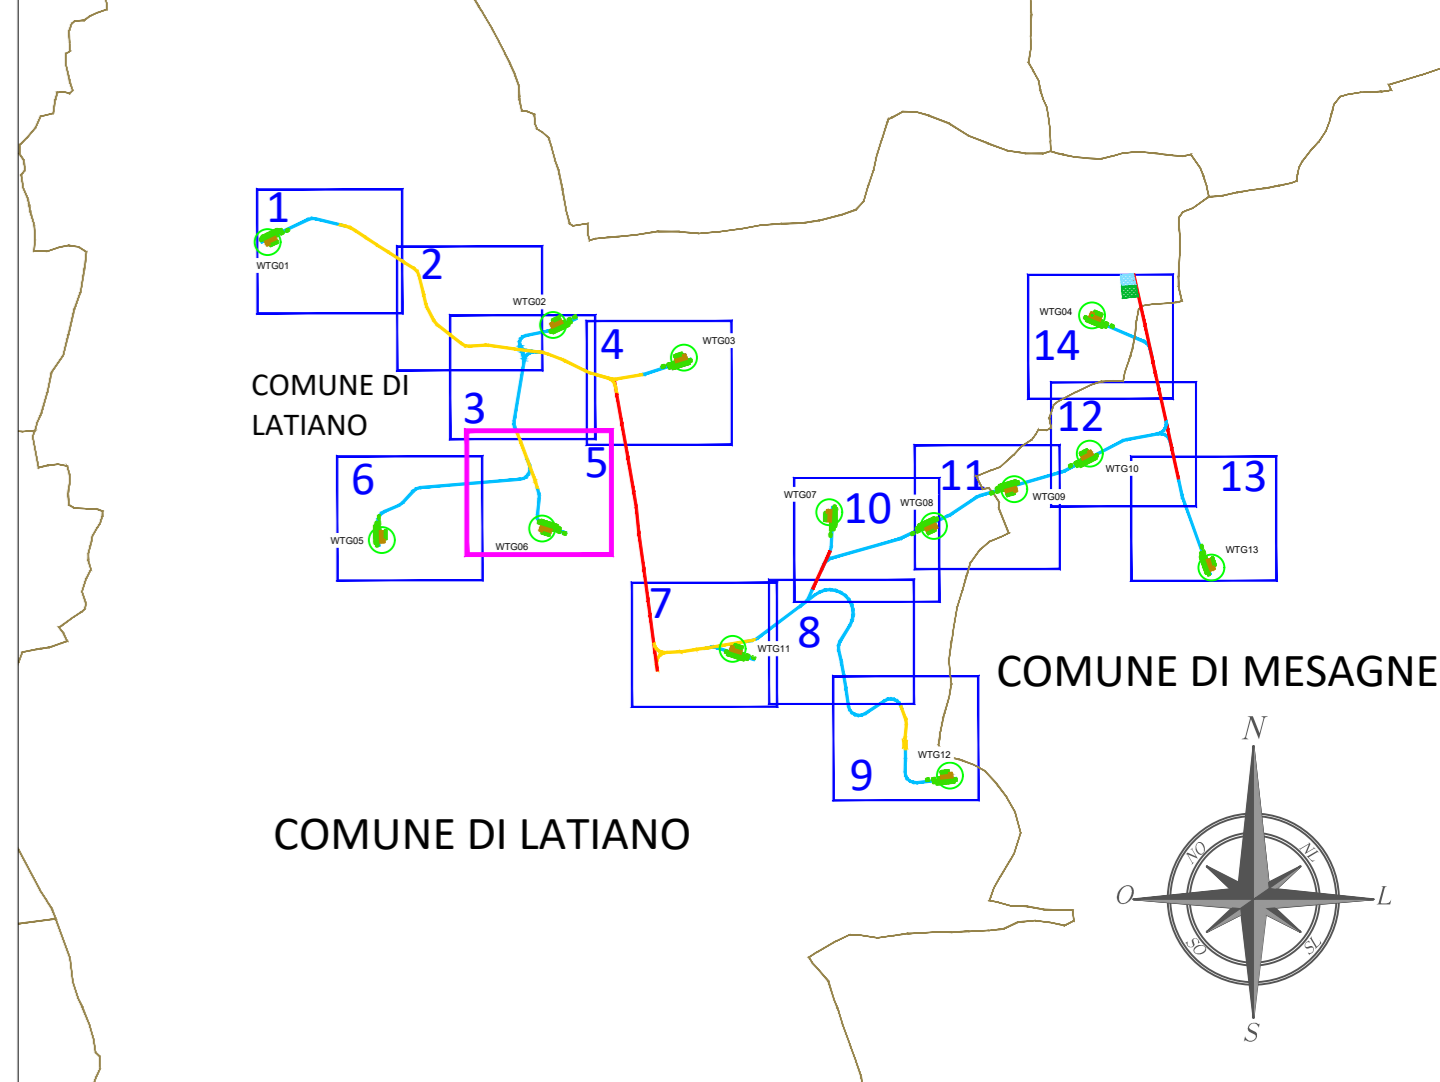 1
WTG01
2
WTG02
WTG03
4
WTG04
14
COMUNE DI
LATIANO
3
12
5
6
11
WTG10
13
WTG07
10
WTG08
WTG09
WTG05
WTG06
WTG13
7
8
WTG11
COMUNE DI MESAGNE
WTG12
9
COMUNE DI LATIANO
N
NO
NL
O
L
SO
SL
S